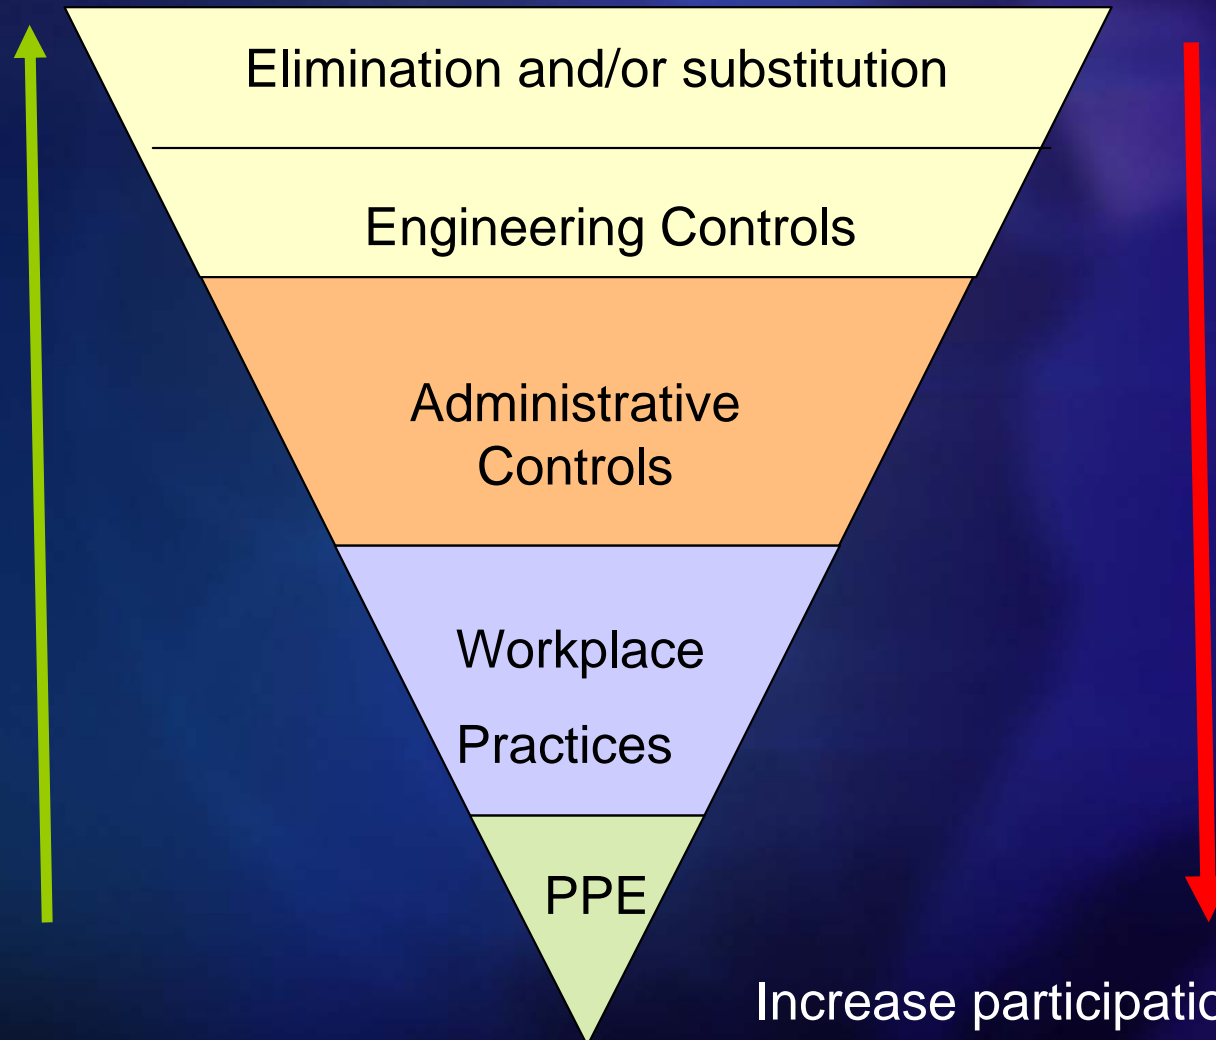 Elimination and/or substitution
Engineering Controls
Administrative
Controls
Workplace
Practices
PPE
Increase participatio